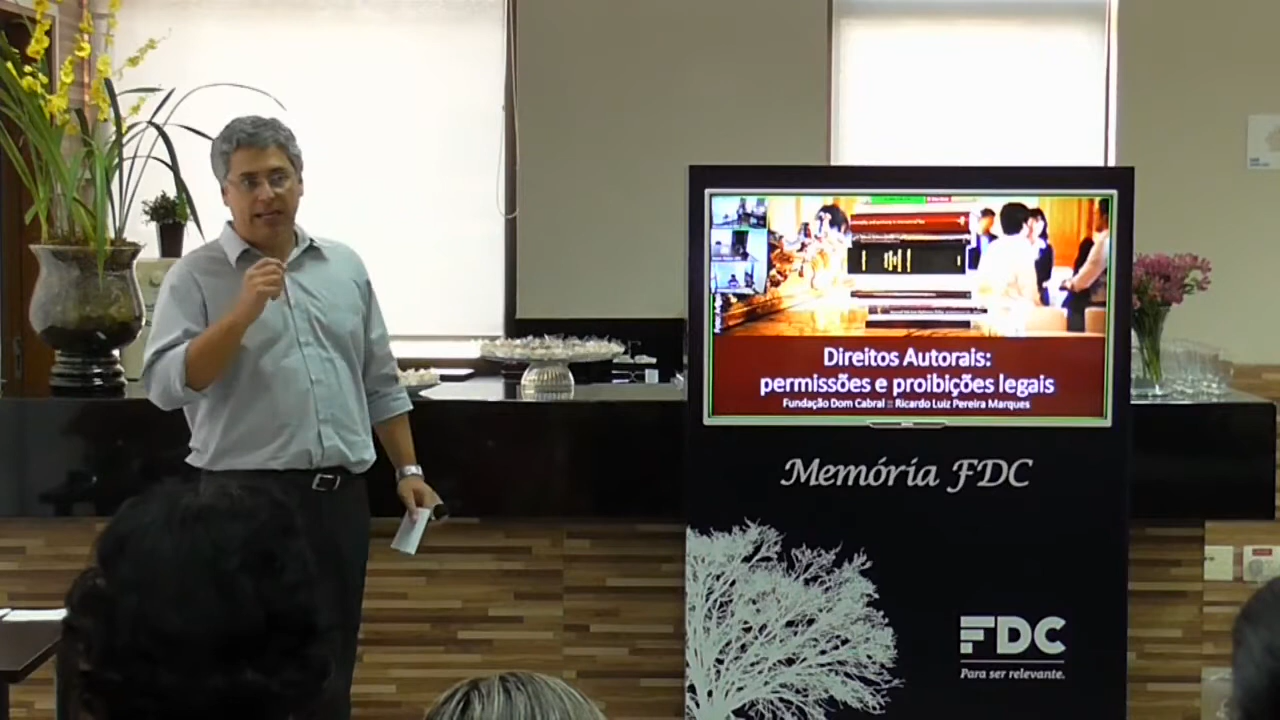 Direitos Autorais:
permissões e proibições legais
Fundação Dom Cabral :: Ricardo Luiz Pereira Marques
Memória FDC
FDC
Para ser relevante.